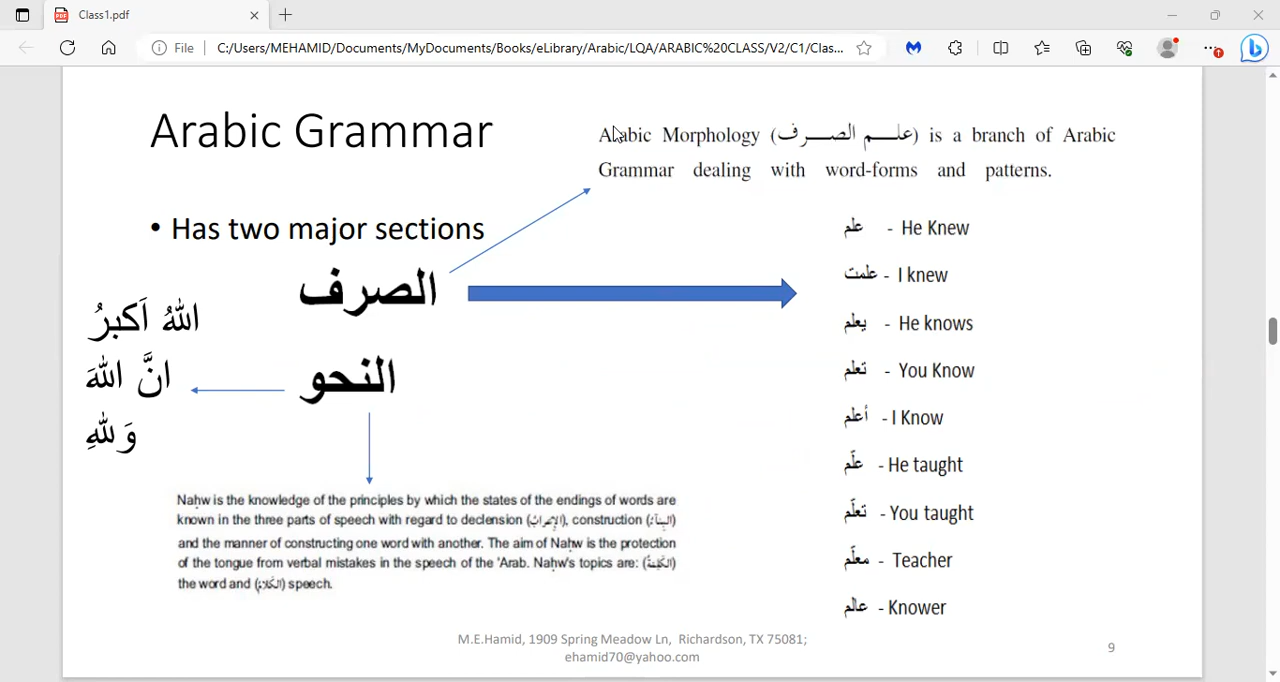 Class1.pdf
File
C:/Users/MEHAMID/Documents/MyDocuments/Books/eLibrary/Arabic/LQA/ARABIC%20CLASS/V2/C1/Clas...
Arabic Grammar
Arabic Morphology (علـــم الصــــرف) is a branch of Arabic
Grammar dealing with word-forms and patterns.
• Has two major sections
الصرف
النحو
اللهُ اَكبرُ
انَّ اللهَ
وَ للهِ
علم - He Knew
علمت - I knew
يعلم - He knows
تعلم - You Know
أعلم - I Know
علّم - He taught
تعلّم - You taught
معلّم - Teacher
عالم - Knower
Naḥw is the knowledge of the principles by which the states of the endings of words are
known in the three parts of speech with regard to declension (الإعراب), construction (البناء)
and the manner of constructing one word with another. The aim of Naḥw is the protection
of the tongue from verbal mistakes in the speech of the 'Arab. Naḥw's topics are: (الكلمة)
the word and (الكلام) speech.
M.E.Hamid, 1909 Spring Meadow Ln, Richardson, TX 75081;
ehamid70@yahoo.com
9